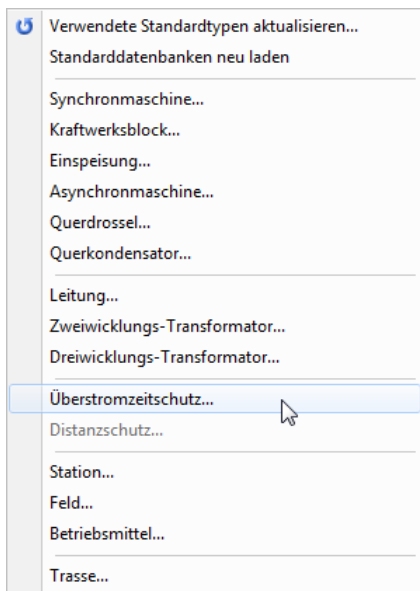 Verwendete Standardtypen aktualisieren...
Standarddatenbanken neu laden
Synchronmaschine...
Kraftwerksblock...
Einspeisung...
Asynchronmaschine...
Querdrossel...
Querkondensator...
Leitung...
Zweiwicklungs-Transformator...
Dreiwicklungs-Transformator...
Überstromzeitschutz...
Distanzschutz...
Station...
Feld...
Betriebsmittel...
Trasse...